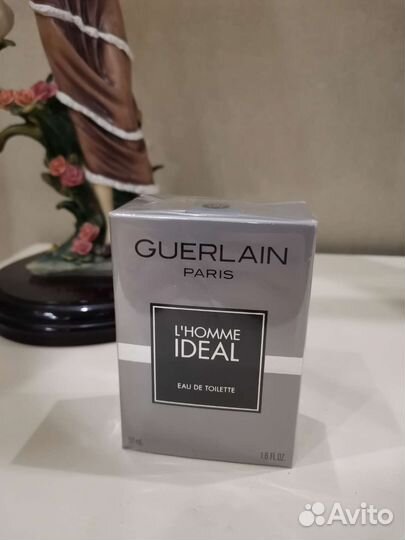 GUERLAIN
PARIS
L'HOMME
IDEAL
EAU DE TOILETTE
50 mL 1.6 FL.OZ.
Avito